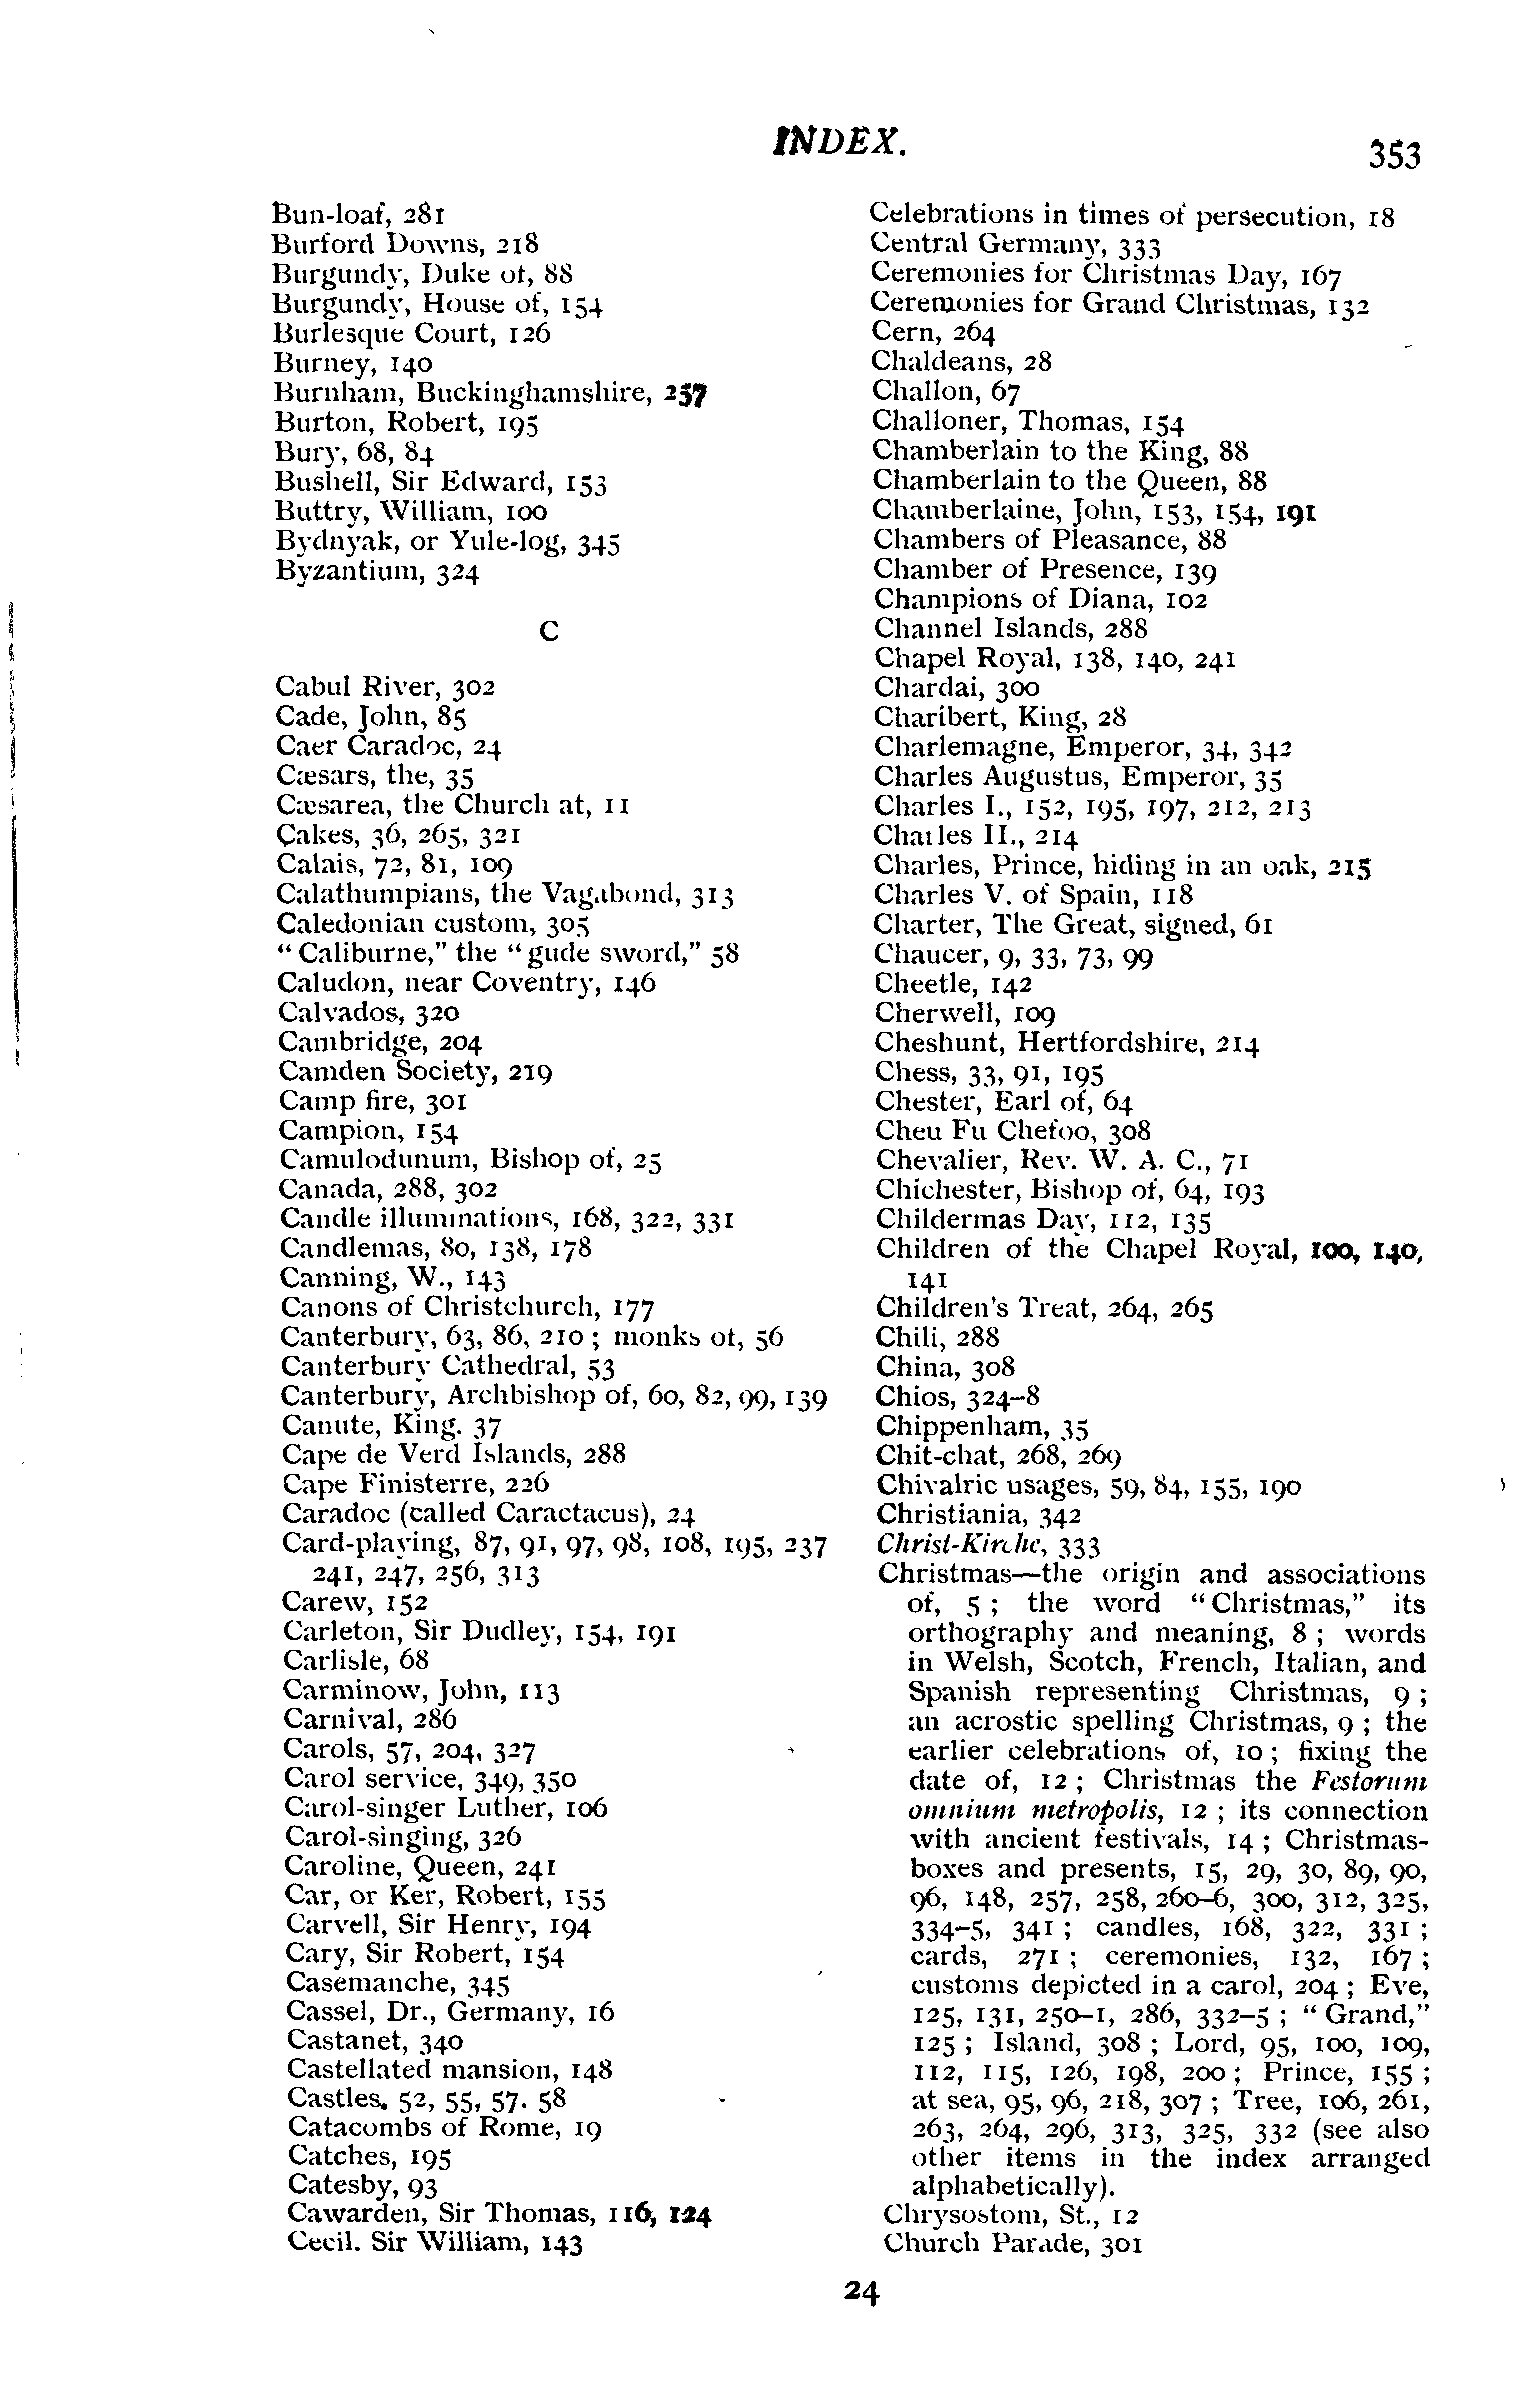 INDEX.
353
Bun-loaf, 281
Burford Downs, 218
Burgundy, Duke of, 88
Burgundy, House of, 154
Burlesque Court, 126
Burney, 140
Burnham, Buckinghamshire, 257
Burton, Robert, 195
Bury, 68, 84
Bushell, Sir Edward, 153
Buttry, William, 100
Bydnyak, or Yule-log, 345
Byzantium, 324
C
Cabul River, 302
Cade, John, 85
Caer Caradoc, 24
Cæsars, the, 35
Cæsarea, the Church at, 11
Cakes, 36, 265, 321
Calais, 72, 81, 109
Calathumpians, the Vagabond, 313
Caledonian custom, 305
“Caliburne,” the “gude sword,” 58
Caludon, near Coventry, 146
Calvados, 320
Cambridge, 204
Camden Society, 219
Camp fire, 301
Campion, 154
Camulodunum, Bishop of, 25
Canada, 288, 302
Candle illuminations, 168, 322, 331
Candlemas, 80, 138, 178
Canning, W., 143
Canons of Christchurch, 177
Canterbury, 63, 86, 210; monks of, 56
Canterbury Cathedral, 53
Canterbury, Archbishop of, 60, 82, 99, 139
Canute, King. 37
Cape de Verd Islands, 288
Cape Finisterre, 226
Caradoc (called Caractacus), 24
Card-playing, 87, 91, 97, 98, 108, 195, 237
241, 247, 256, 313
Carew, 152
Carleton, Sir Dudley, 154, 191
Carlisle, 68
Carminow, John, 113
Carnival, 286
Carols, 57, 204, 327
Carol service, 349, 350
Carol-singer Luther, 106
Carol-singing, 326
Caroline, Queen, 241
Car, or Ker, Robert, 155
Carvell, Sir Henry, 194
Cary, Sir Robert, 154
Casemanche, 345
Cassel, Dr., Germany, 16
Castanet, 340
Castellated mansion, 148
Castles, 52, 55, 57. 58
Catacombs of Rome, 19
Catches, 195
Catesby, 93
Cawarden, Sir Thomas, 116, 124
Cecil. Sir William, 143
Celebrations in times of persecution, 18
Central Germany, 333
Ceremonies for Christmas Day, 167
Ceremonies for Grand Christmas, 132
Cern, 264
Chaldeans, 28
Challon, 67
Challoner, Thomas, 154
Chamberlain to the King, 88
Chamberlain to the Queen, 88
Chamberlaine, John, 153, 154, 191
Chambers of Pleasance, 88
Chamber of Presence, 139
Champions of Diana, 102
Channel Islands, 288
Chapel Royal, 138, 140, 241
Chardai, 300
Charibert, King, 28
Charlemagne, Emperor, 34, 342
Charles Augustus, Emperor, 35
Charles I., 152, 195, 197, 212, 213
Charles II., 214
Charles, Prince, hiding in an oak, 215
Charles V. of Spain, 118
Charter, The Great, signed, 61
Chaucer, 9, 33, 73, 99
Cheetle, 142
Cherwell, 109
Cheshunt, Hertfordshire, 214
Chess, 33, 91, 195
Chester, Earl of, 64
Cheu Fu Chefoo, 308
Chevalier, Rev. W. A. C., 71
Chichester, Bishop of, 64, 193
Childermas Day, 112, 135
Children of the Chapel Royal, 100, 140,
141
Children's Treat, 264, 265
Chili, 288
China, 308
Chios, 324-8
Chippenham, 35
Chit-chat, 268, 269
Chivalric usages, 59, 84, 155, 190
Christiania, 342
Christ-Kirche, 333
Christmas—the origin and associations
of, 5; the word “Christmas,” its
orthography and meaning, 8; words
in Welsh, Scotch, French, Italian, and
Spanish representing Christmas, 9;
an acrostic spelling Christmas, 9; the
earlier celebrations of, 10; fixing the
date of, 12; Christmas the Festorum
omnium metropolis, 12; its connection
with ancient festivals, 14; Christmas-
boxes and presents, 15, 29, 30, 89, 90,
96, 148, 257, 258, 260-6, 300, 312, 325,
334-5, 341; candles, 168, 322, 331;
cards, 271; ceremonies, 132, 167;
customs depicted in a carol, 204; Eve,
125, 131, 250-1, 286, 332-5; “Grand,”
125; Island, 308; Lord, 95, 100, 109,
112, 115, 126, 198, 200; Prince, 155;
at sea, 95, 96, 218, 307; Tree, 106, 261,
263, 264, 296, 313, 325, 332 (see also
other items in the index arranged
alphabetically).
Chrysostom, St., 12
Church Parade, 301
24